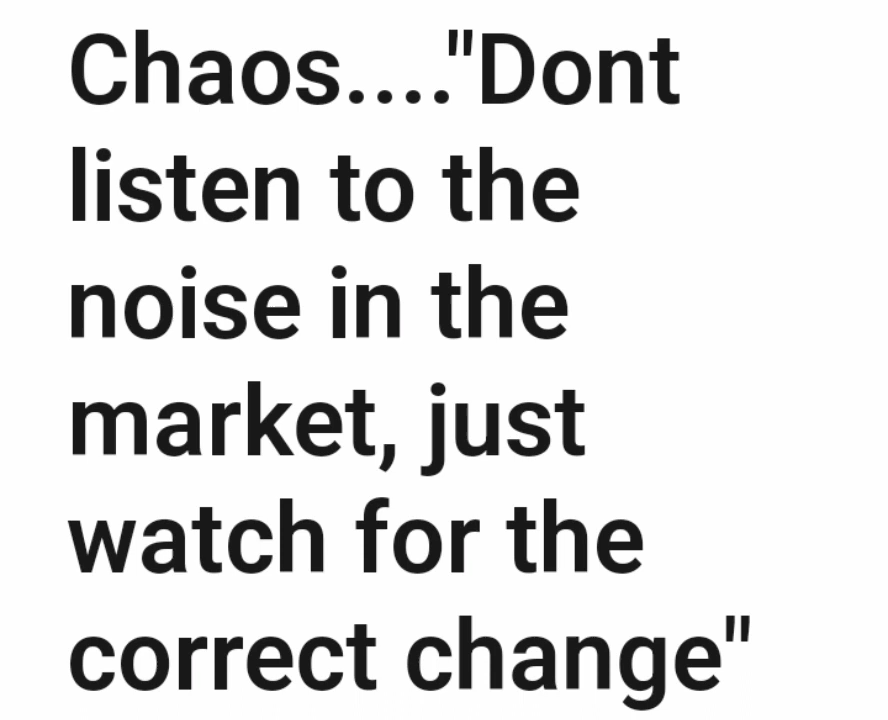 Chaos...."Dont
listen to the
noise in the
market, just
watch for the
correct change"